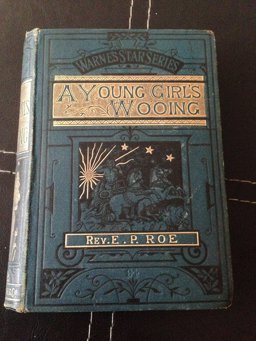 WARNE'S STAR SERIES
A YOUNG GIRL'S
WOOING
REV. E. P. ROE